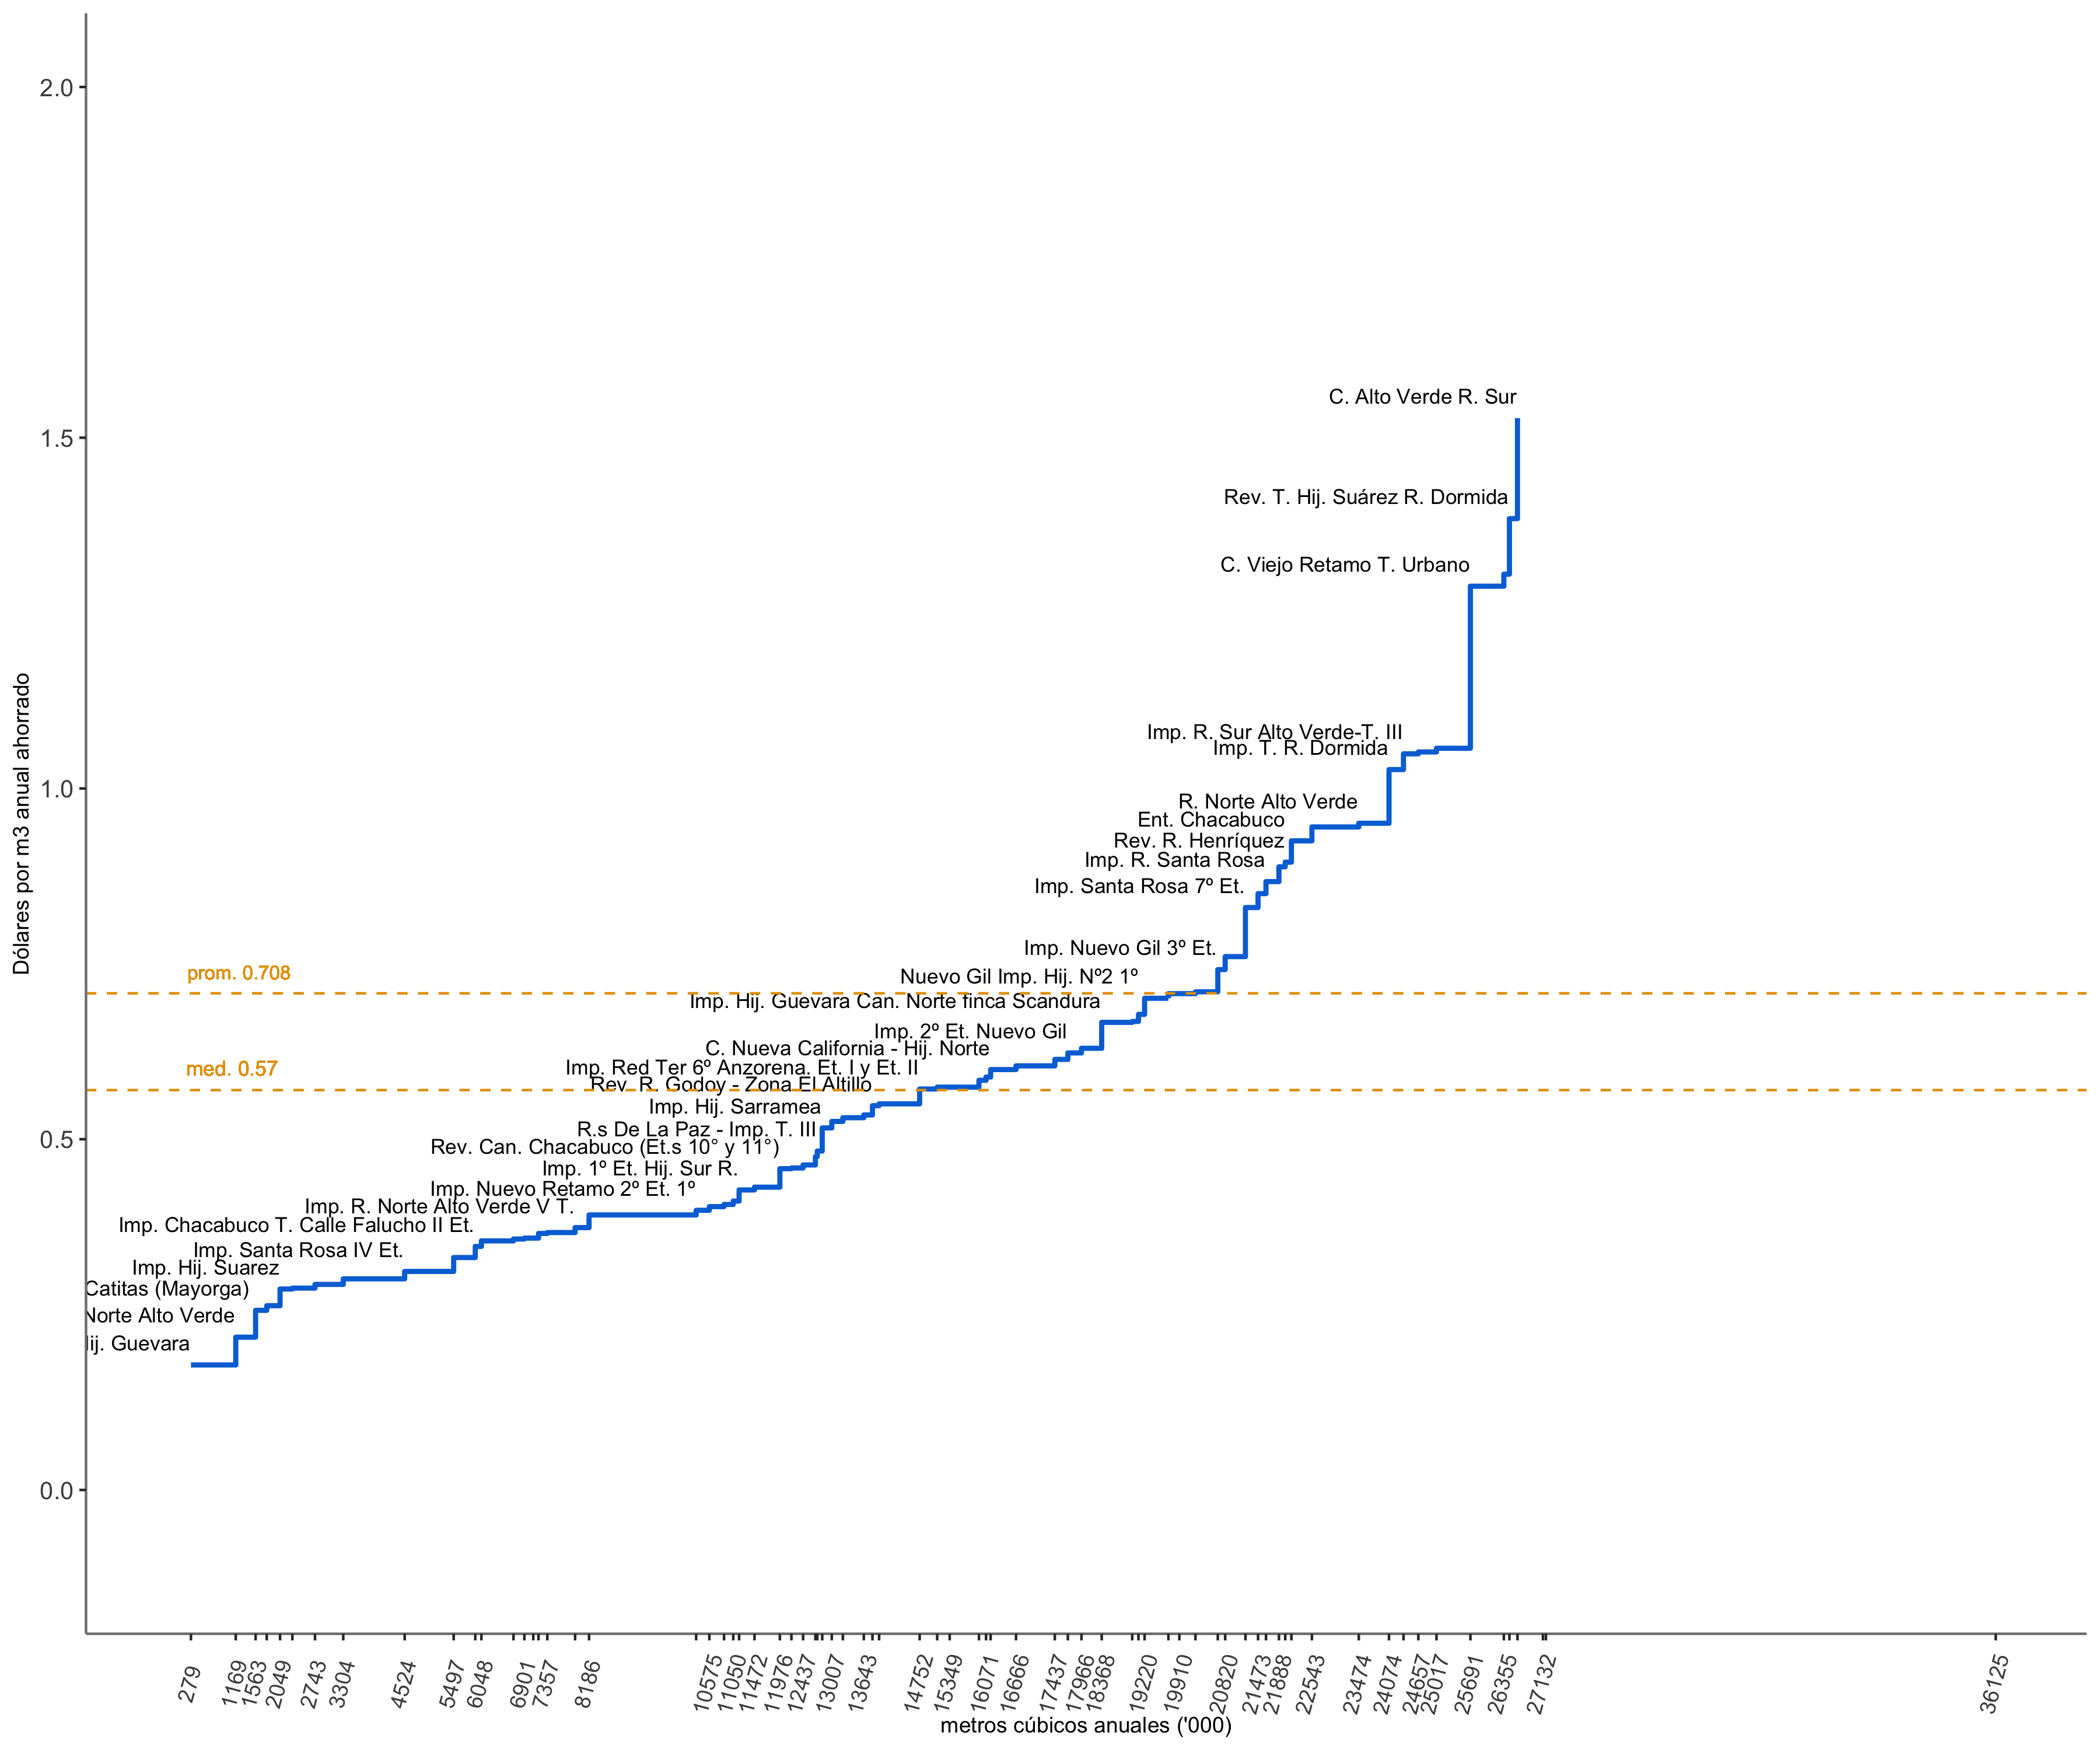 2.0
1.5
1.0
0.5
0.0
Dólares por m3 anual ahorrado
C. Alto Verde R. Sur
Rev. T. Hij. Suárez R. Dormida
C. Viejo Retamo T. Urbano
Imp. R. Sur Alto Verde-T. III
Imp. T. R. Dormida
R. Norte Alto Verde
Ent. Chacabuco
Rev. R. Henríquez
Imp. R. Santa Rosa
Imp. Santa Rosa 7º Et.
Imp. Nuevo Gil 3º Et.
prom. 0.708
Nuevo Gil Imp. Hij. Nº2 1º
Imp. Hij. Guevara Can. Norte finca Scandura
Imp. 2º Et. Nuevo Gil
C. Nueva California - Hij. Norte
med. 0.57
Imp. Red Ter 6º Anzorena. Et. I y Et. II
Rev. R. Godoy - Zona El Altillo
Imp. Hij. Sarramea
R.s De La Paz - Imp. T. III
Rev. Can. Chacabuco (Et.s 10° y 11°)
Imp. 1º Et. Hij. Sur R.
Imp. Nuevo Retamo 2º Et. 1º
Imp. R. Norte Alto Verde V T.
Imp. Chacabuco T. Calle Falucho II Et.
Imp. Santa Rosa IV Et.
Imp. Hij. Suarez
Catitas (Mayorga)
Norte Alto Verde
ij. Guevara
279
1169
1563
2049
2743
3304
4524
5497
6048
6901
7357
8186
10575
11050
11472
11976
12437
13007
13643
14752
15349
16071
16666
17437
17966
18368
19220
19910
20820
21473
21888
22543
23474
24074
24657
25017
25691
26355
27132
36125
metros cúbicos anuales ('000)